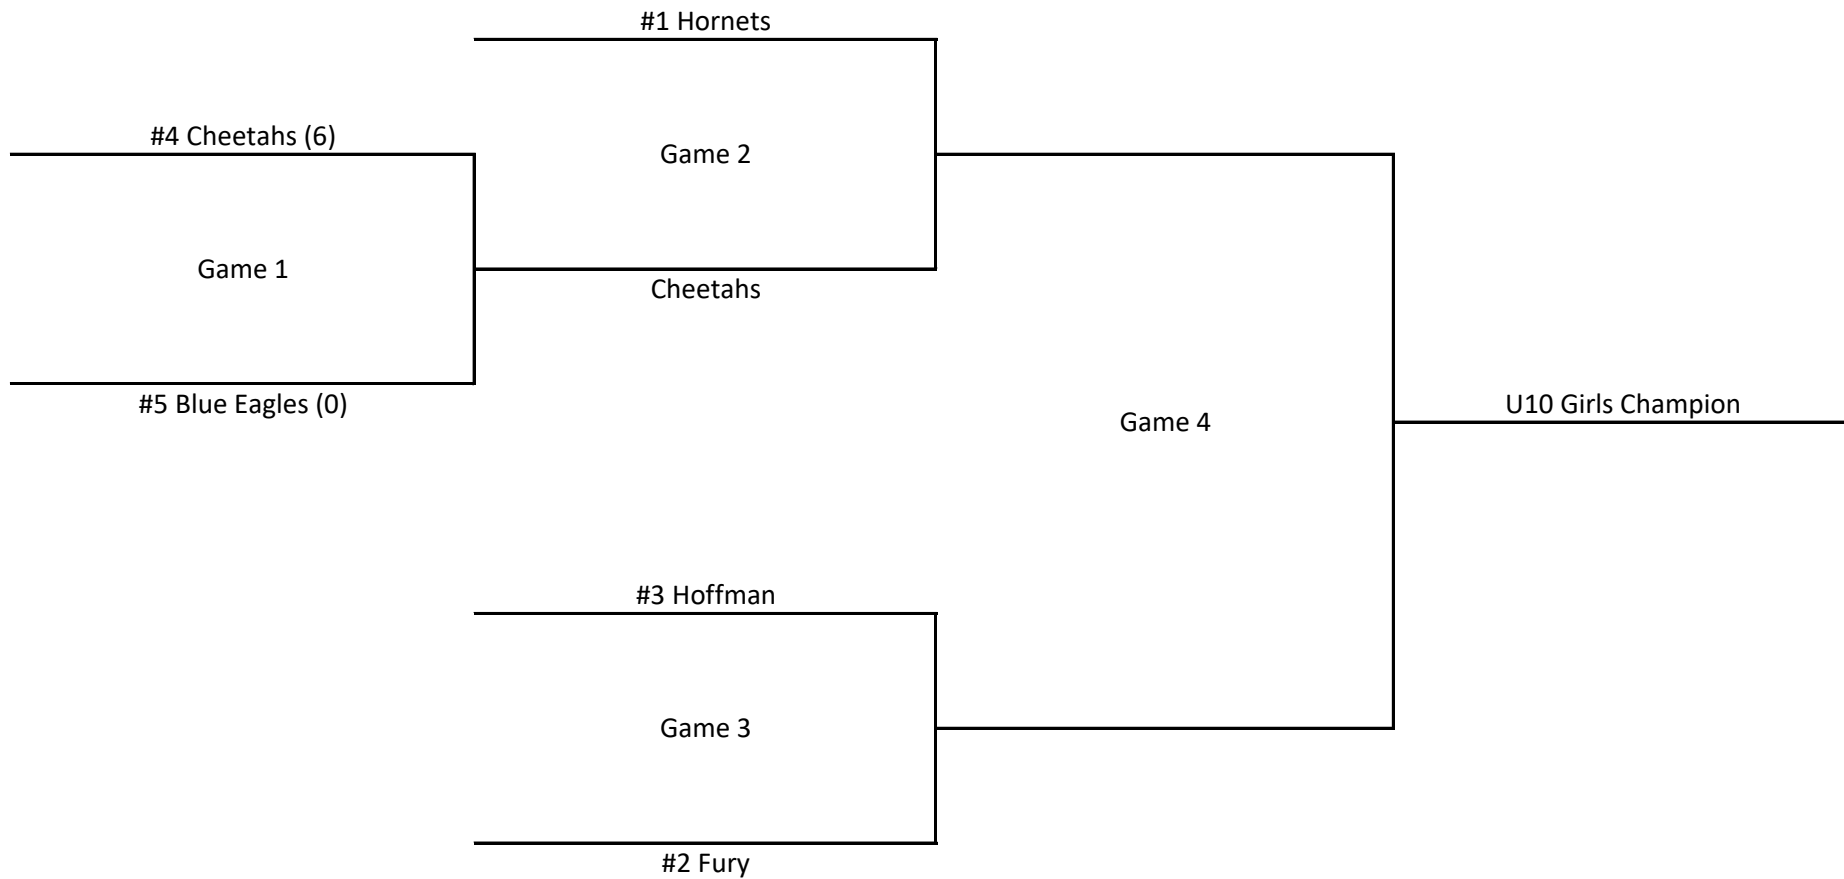 #1 Hornets
#4 Cheetahs (6)
Game 2
Game 1
Cheetahs
#5 Blue Eagles (0)
Game 4
U10 Girls Champion
#3 Hoffman
Game 3
#2 Fury